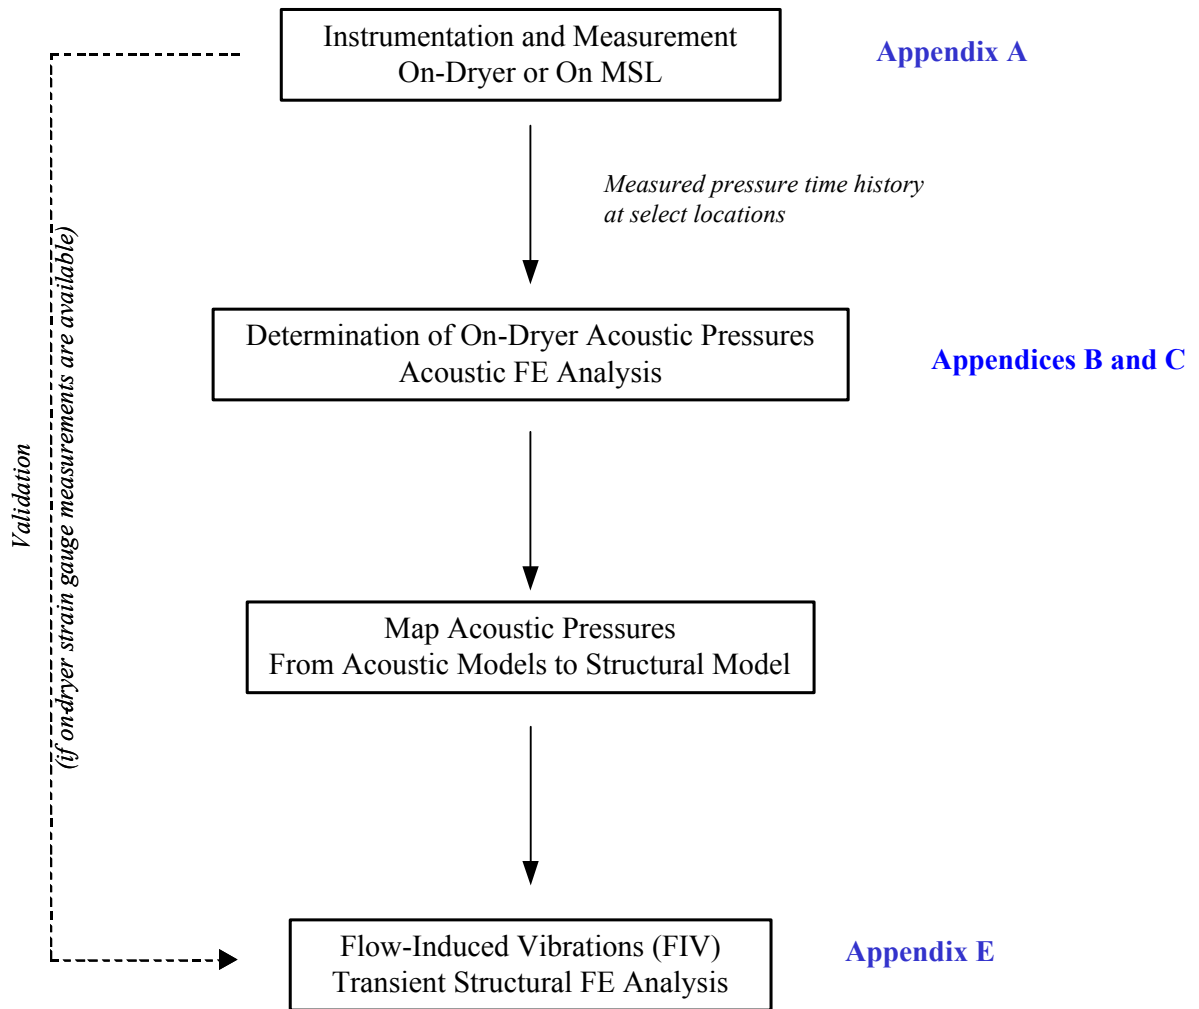 Instrumentation and Measurement
On-Dryer or On MSL
Appendix A
Measured pressure time history
at select locations
Determination of On-Dryer Acoustic Pressures
Acoustic FE Analysis
Appendices B and C
Validation
(if on-dryer strain gauge measurements are available)
Map Acoustic Pressures
From Acoustic Models to Structural Model
Flow-Induced Vibrations (FIV)
Transient Structural FE Analysis
Appendix E